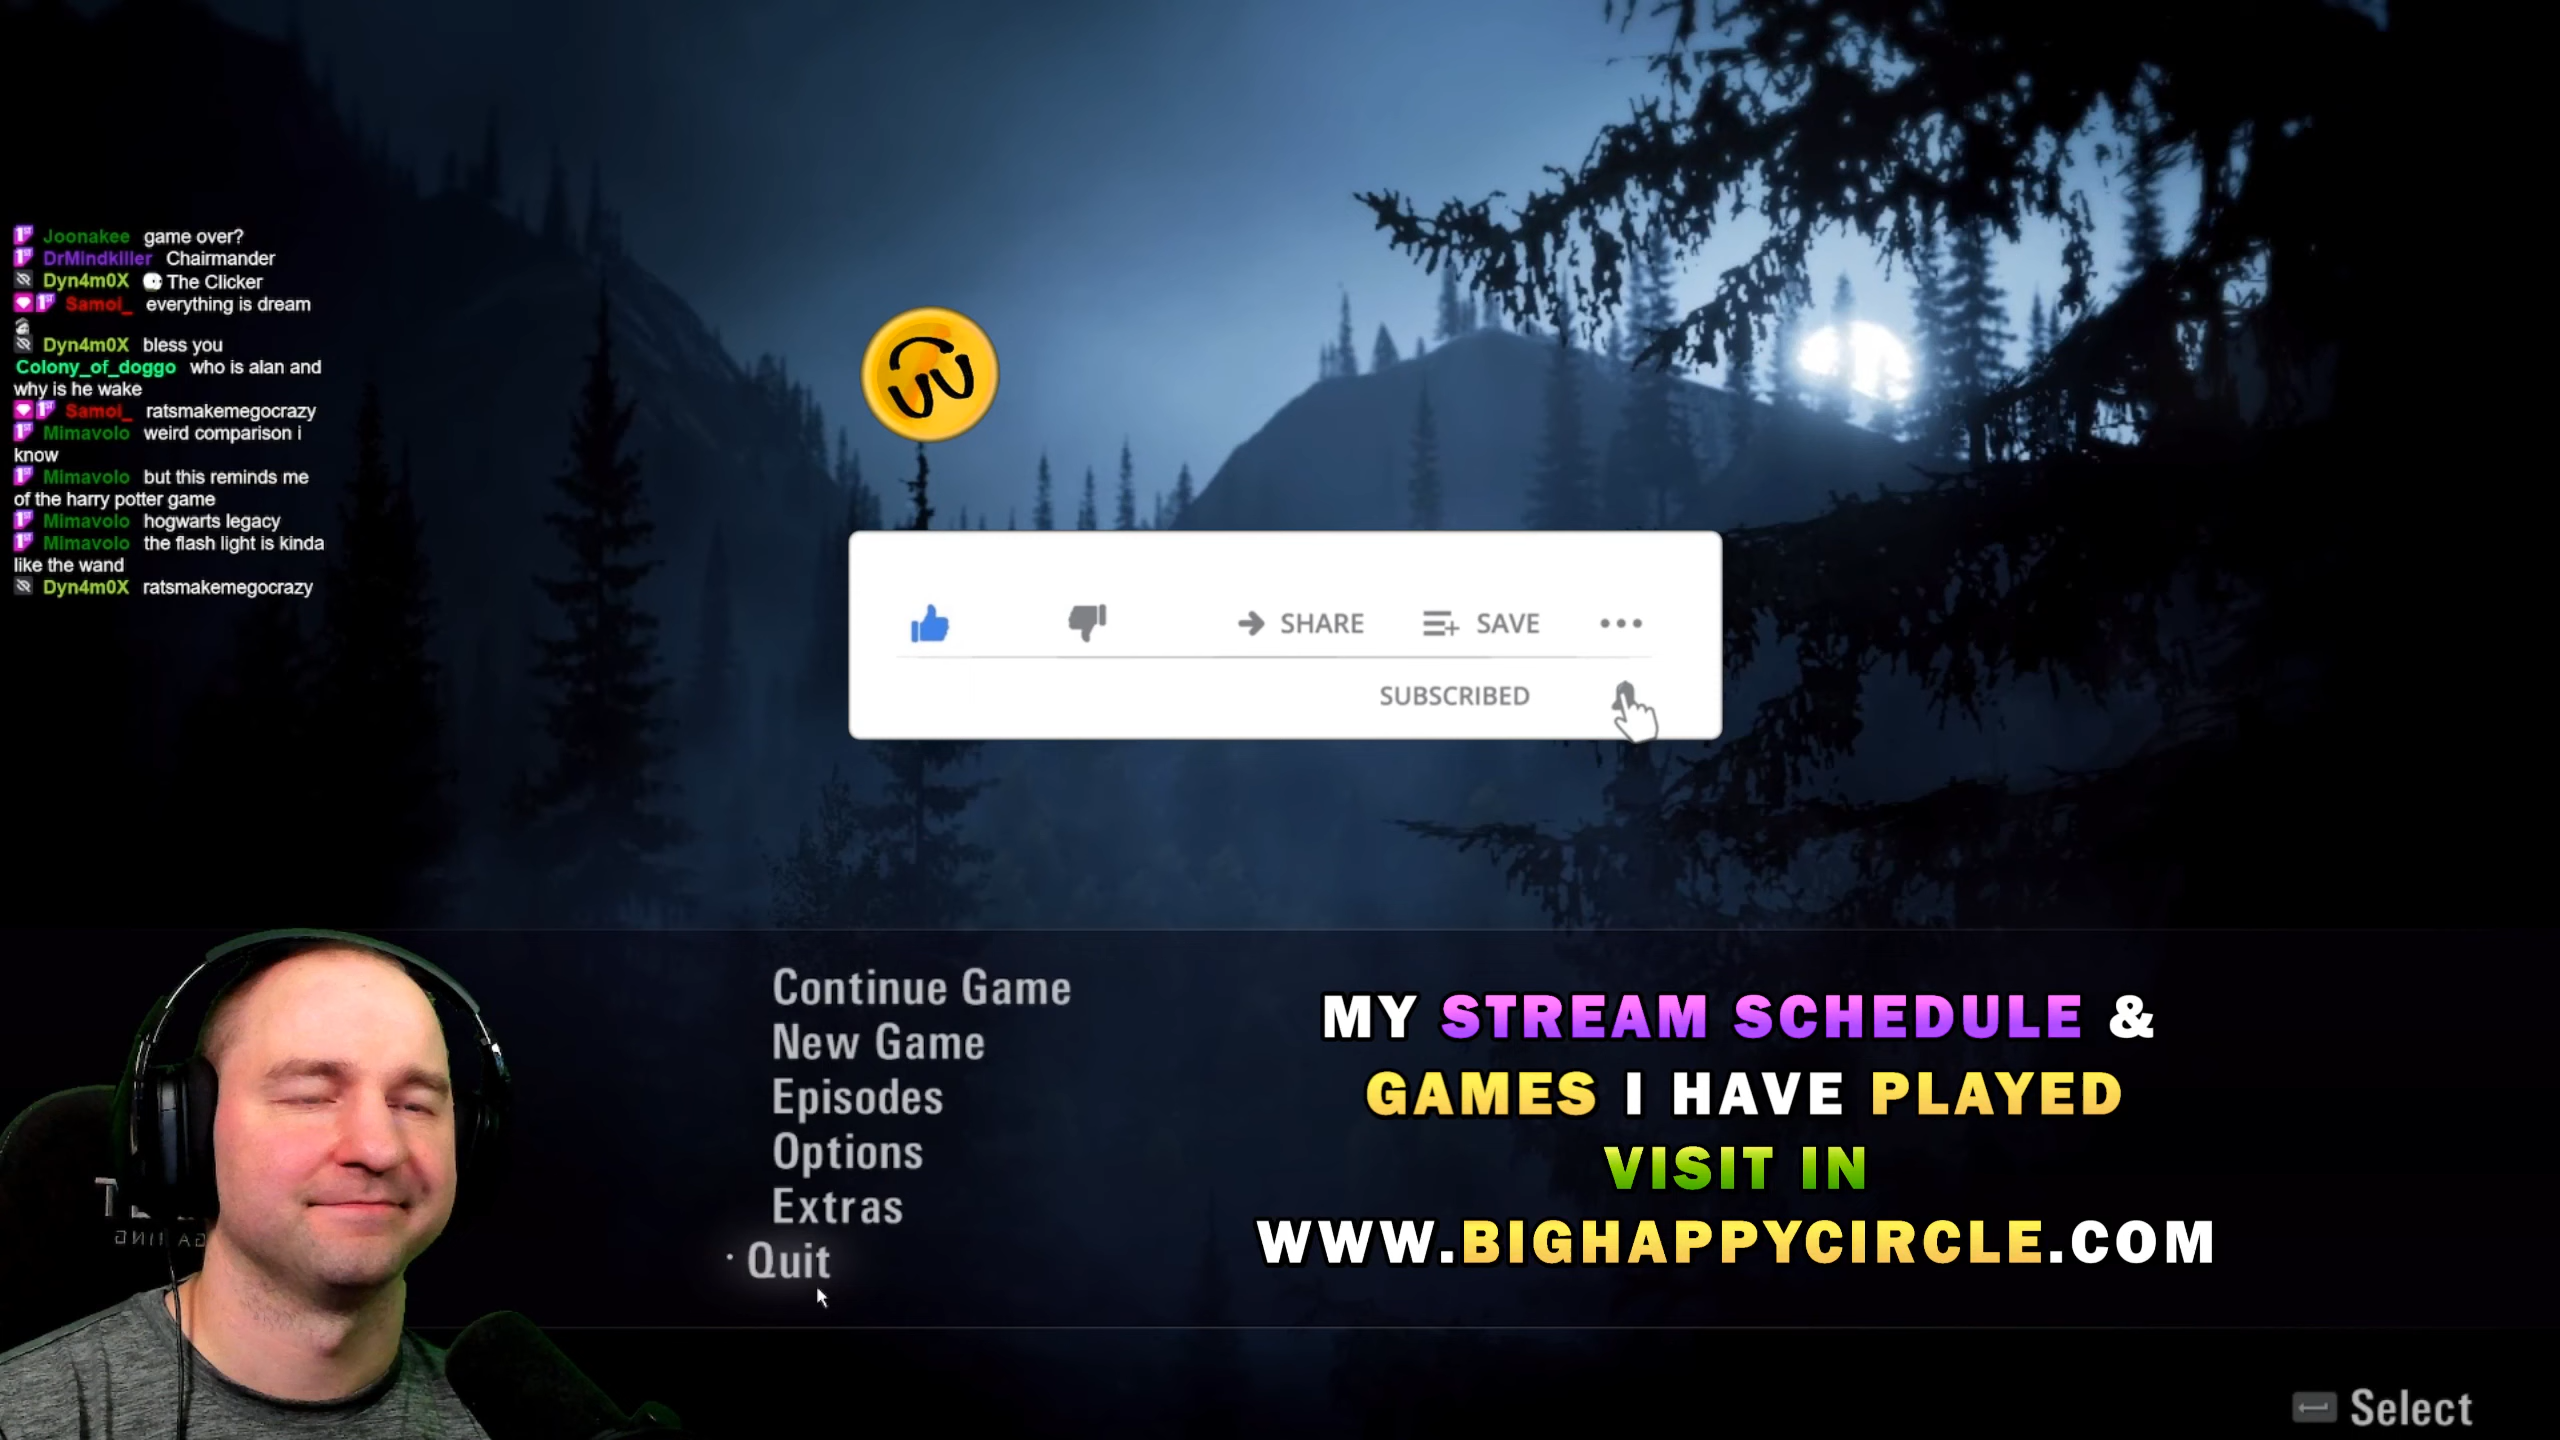 Joonakee game over?
DrMindkiller Chairmander
Dyn4m0X The Clicker
Samoi_ everything is dream
Dyn4m0X bless you
Colony_of_doggo who is alan and
why is he wake
Samoi_ ratsmakemegocrazy
Mimavolo weird comparison i
know
Mimavolo but this reminds me
of the harry potter game
Mimavolo hogwarts legacy
Mimavolo the flash light is kinda
like the wand
Dyn4m0X ratsmakemegocrazy
SHARE
SAVE
SUBSCRIBED
Continue Game
New Game
Episodes
Options
Extras
Quit
MY STREAM SCHEDULE &
GAMES I HAVE PLAYED
VISIT IN
WWW.BIGHAPPYCIRCLE.COM
Select